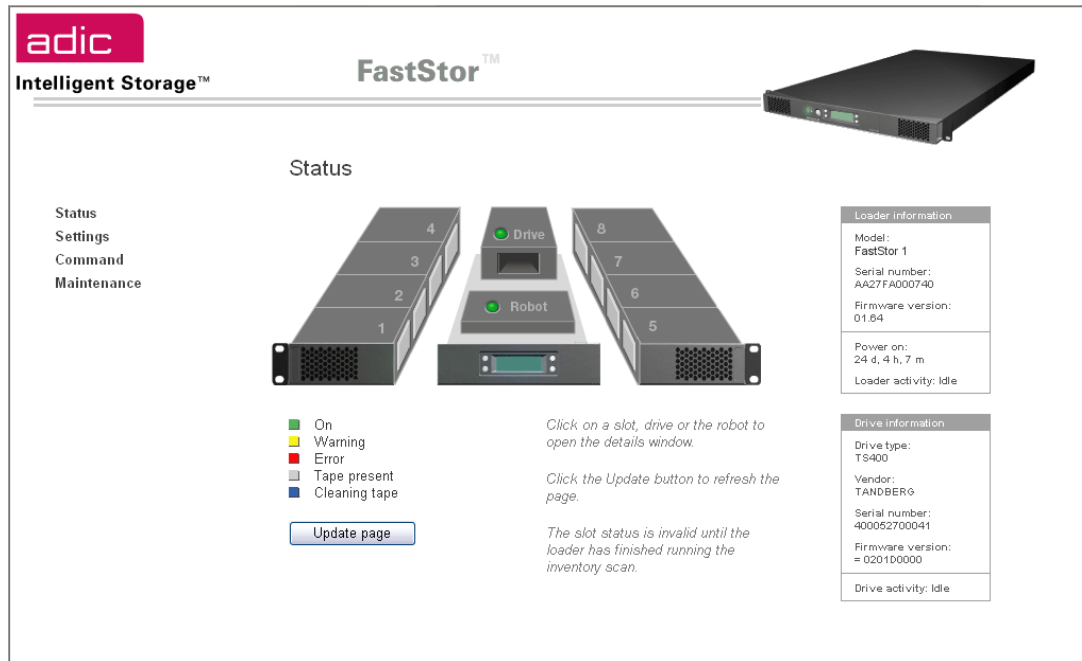 adic
Intelligent Storage™
FastStor™
Status
Status
Settings
Command
Maintenance
4
3
2
1
Drive
Robot
8
7
6
5
On
Warning
Error
Tape present
Cleaning tape
Update page
Click on a slot, drive or the robot to
open the details window.
Click the Update button to refresh the
page.
The slot status is invalid until the
loader has finished running the
inventory scan.
Loader information
Model:
FastStor 1
Serial number:
AA27FA000740
Firmware version:
01.64
Power on:
24 d, 4 h, 7 m
Loader activity: Idle
Drive information
Drive type:
TS400
Vendor:
TANDBERG
Serial number:
400052700041
Firmware version:
= 0201D0000
Drive activity: Idle